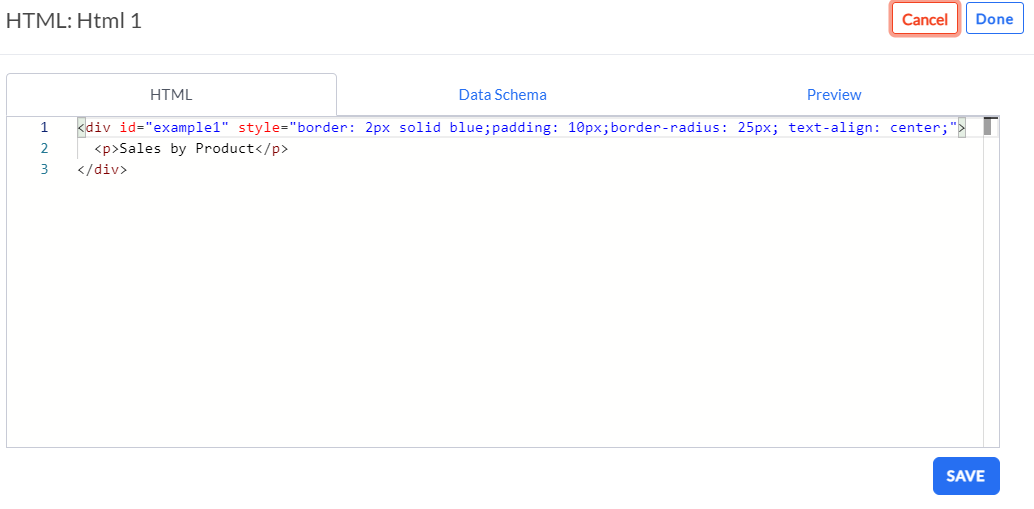 HTML: Html 1
Cancel
Done
HTML
Data Schema
Preview
1 <div id="example1" style="border: 2px solid blue;padding: 10px;border-radius: 25px; text-align: center;">
2   <p>Sales by Product</p>
3 </div>
SAVE